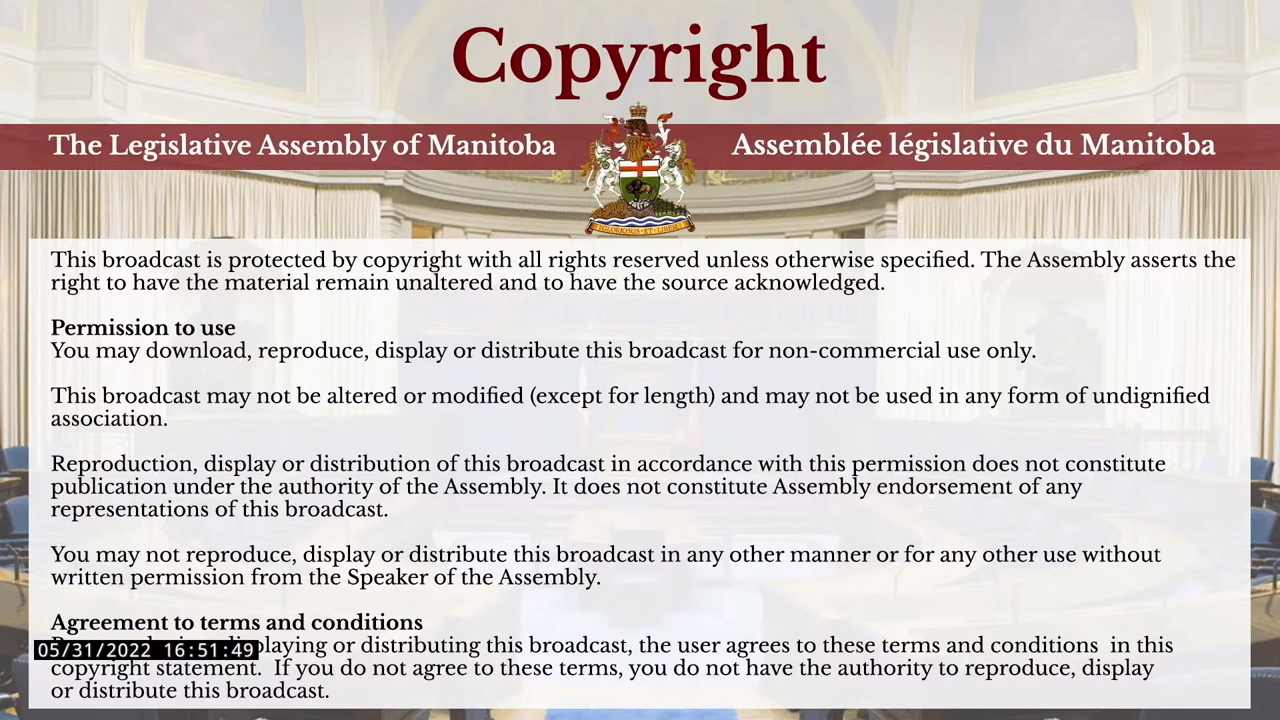 Copyright
The Legislative Assembly of Manitoba
Assemblée législative du Manitoba
This broadcast is protected by copyright with all rights reserved unless otherwise specified. The Assembly asserts the
right to have the material remain unaltered and to have the source acknowledged.
Permission to use
You may download, reproduce, display or distribute this broadcast for non-commercial use only.
This broadcast may not be altered or modified (except for length) and may not be used in any form of undignified
association.
Reproduction, display or distribution of this broadcast in accordance with this permission does not constitute
publication under the authority of the Assembly. It does not constitute Assembly endorsement of any
representations of this broadcast.
You may not reproduce, display or distribute this broadcast in any other manner or for any other use without
written permission from the Speaker of the Assembly.
Agreement to terms and conditions
or distributing this broadcast, the user agrees to these terms and conditions in this
05/31/2022 16:51:49
copyright statement. If you do not agree to these terms, you do not have the authority to reproduce, display
or distribute this broadcast.